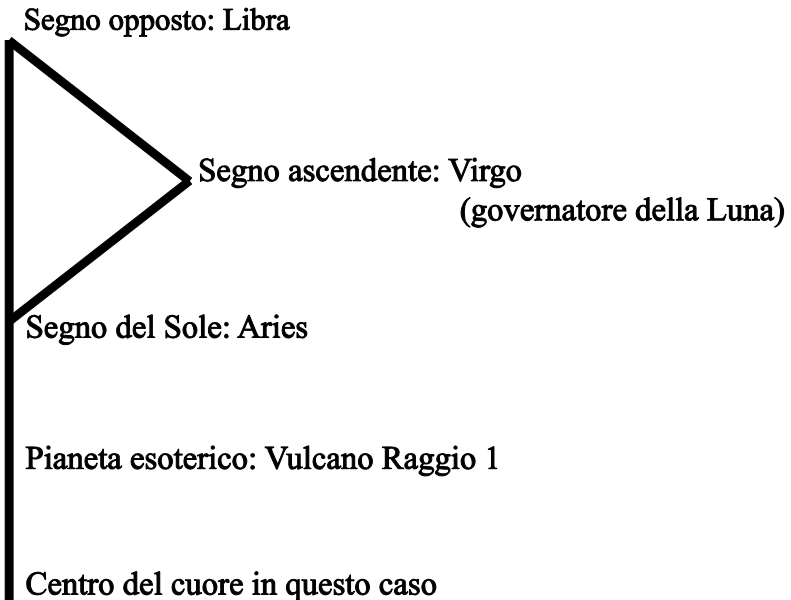 Segno opposto: Libra
Segno ascendente: Virgo
(governatore della Luna)
Segno del Sole: Aries
Pianeta esoterico: Vulcano Raggio 1
Centro del cuore in questo caso